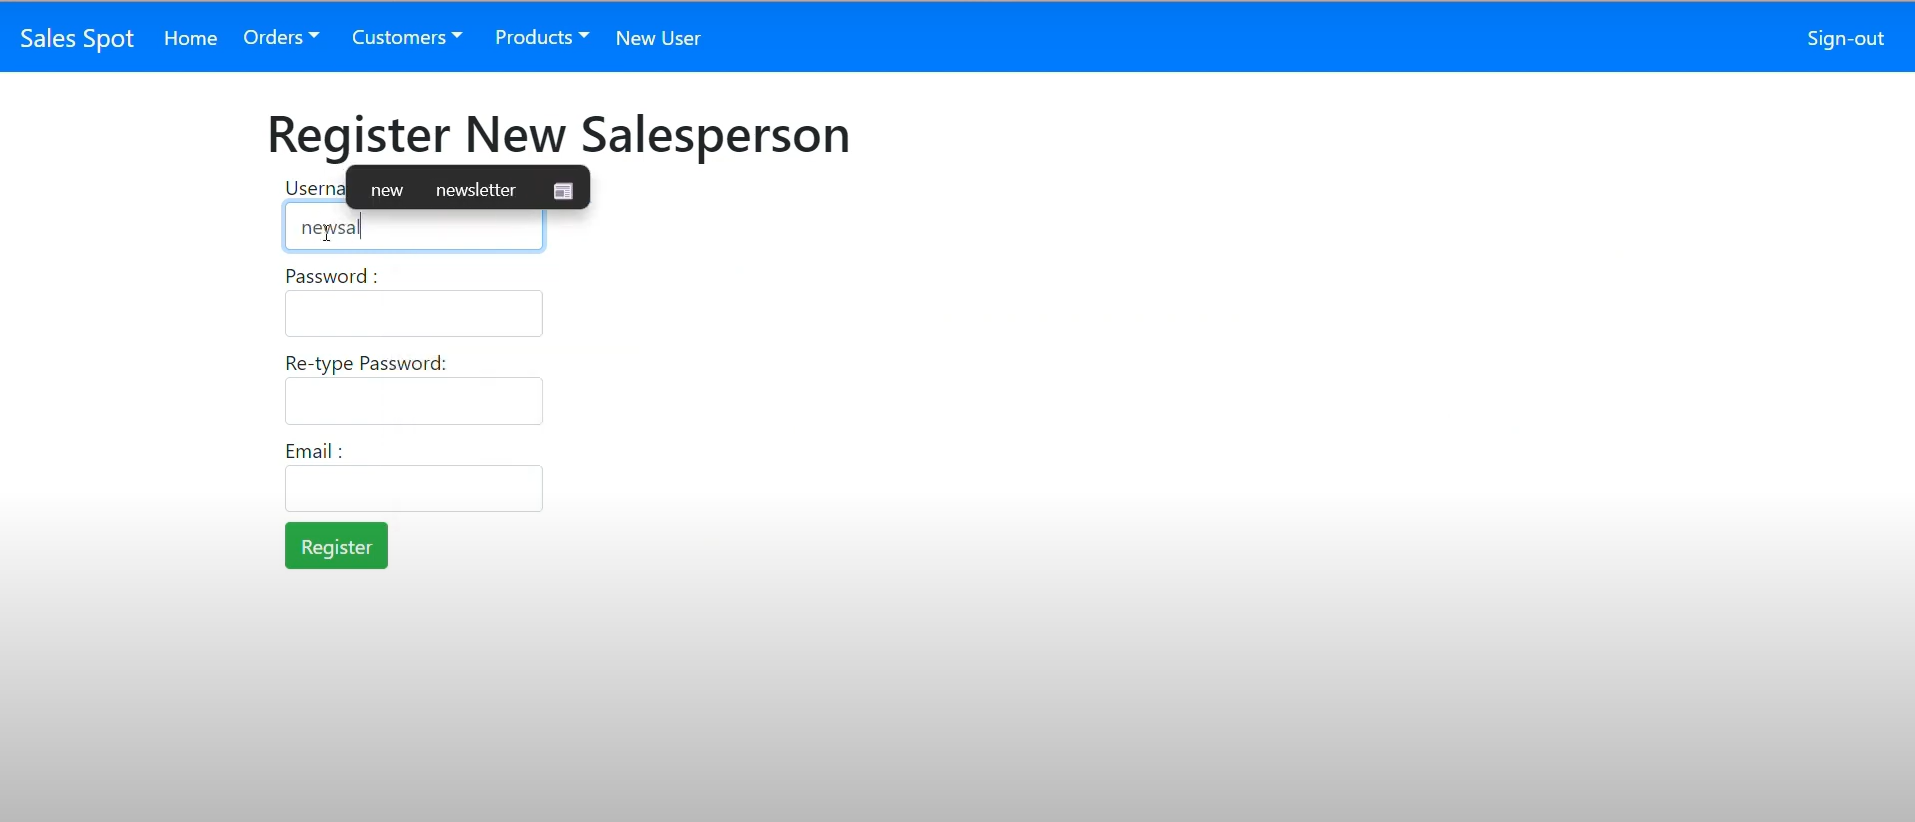 Sales Spot Home Orders Customers Products New User Sign-out
Register New Salesperson
Userna
new newsletter
newsal
Password :
Re-type Password:
Email :
Register